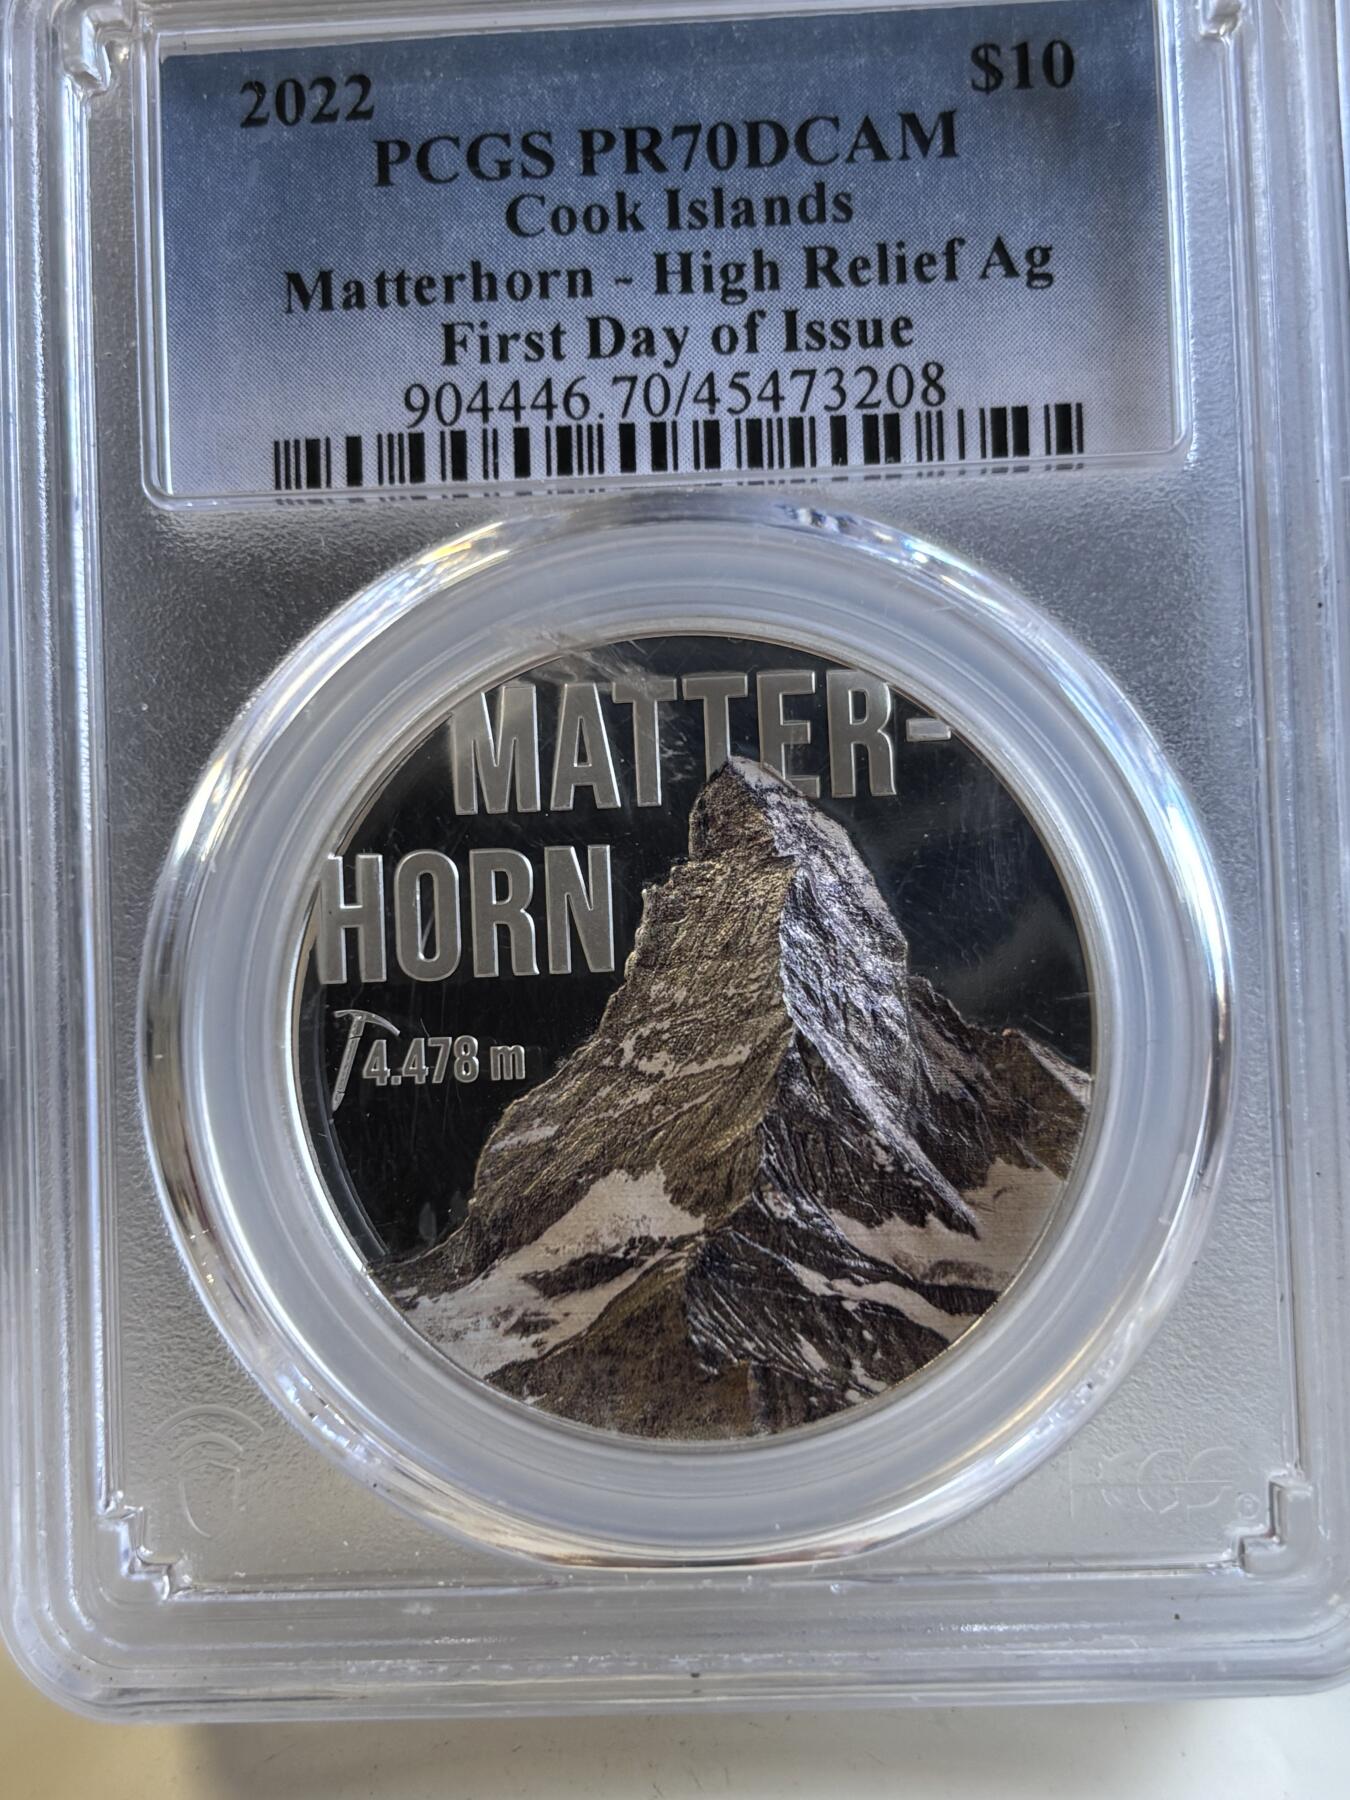 2022 $10
PCGS PR70DCAM
Cook Islands
Matterhorn - High Relief Ag
First Day of Issue
904446.70/45473208
MATTER-
HORN
4.478 m